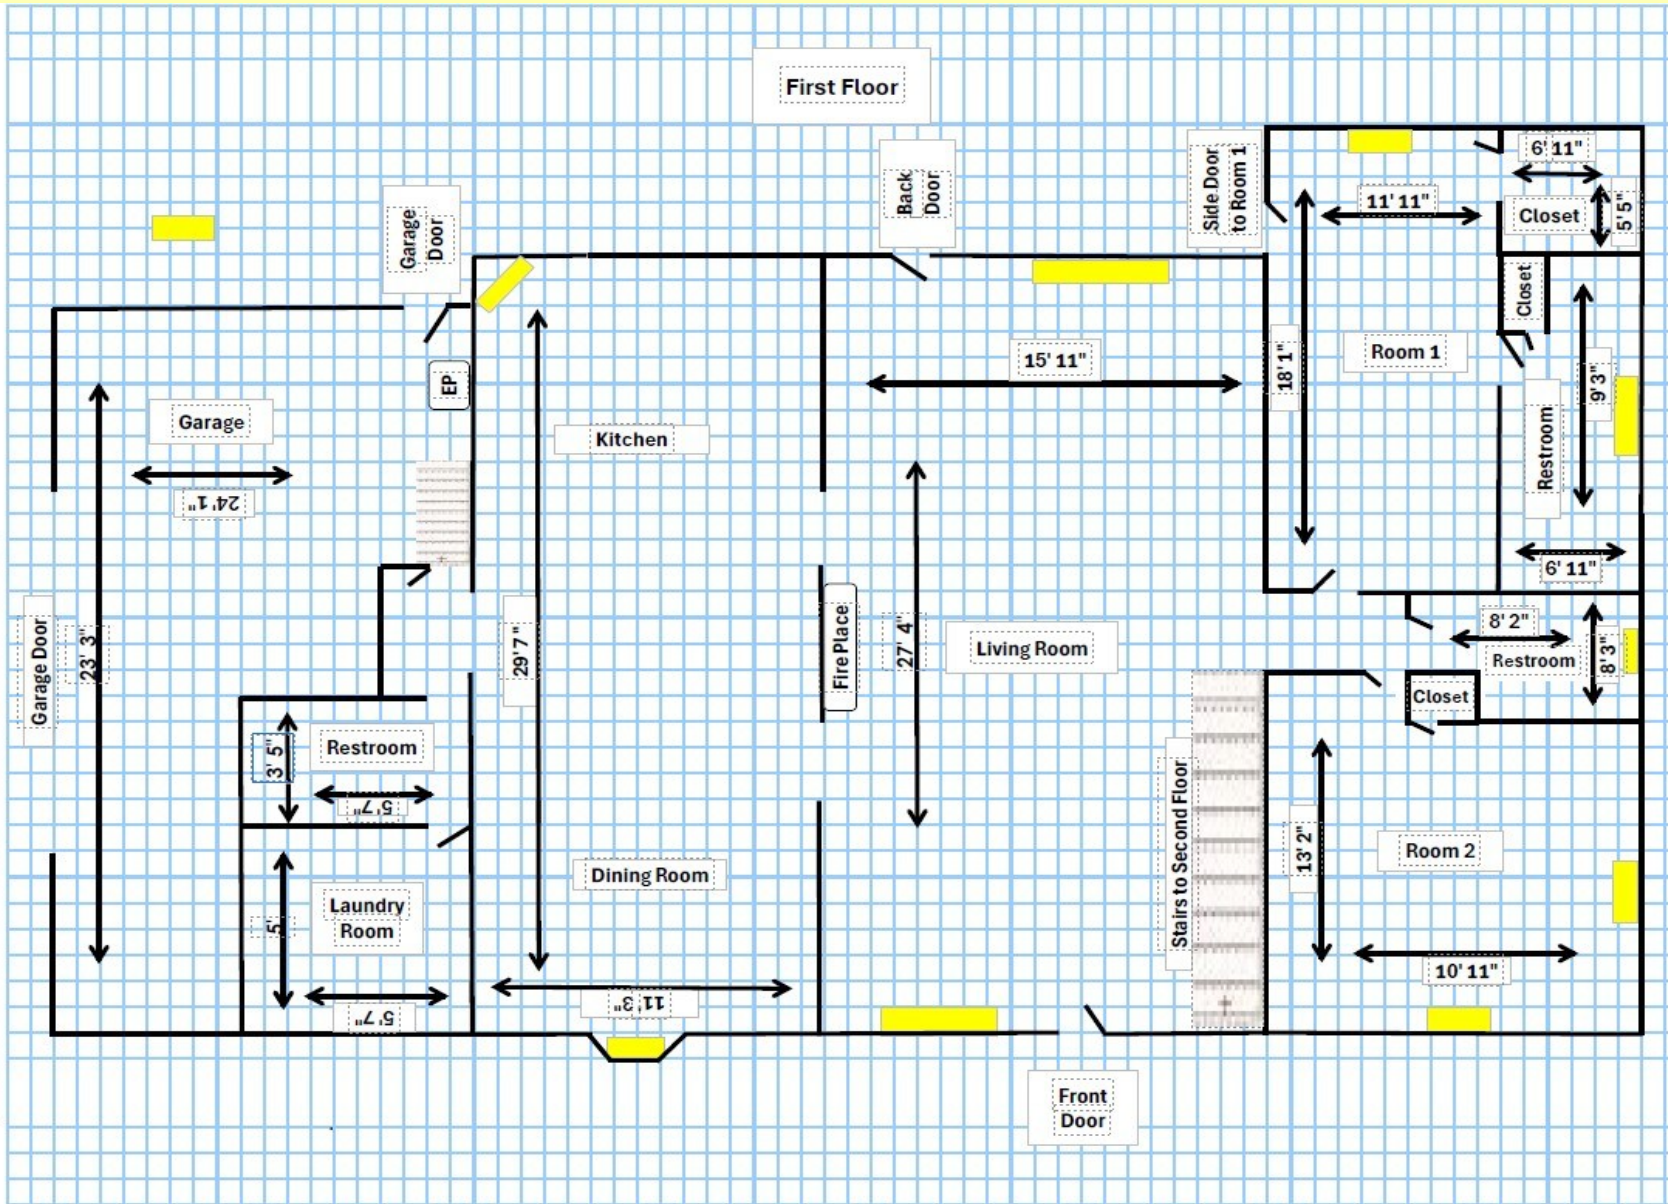 First Floor
Garage
Door
Back
Door
Side Door
to Room 1
6' 11"
11' 11"
Closet
5' 5"
Closet
EP
15' 11"
18' 1"
Room 1
9' 3"
Garage
Kitchen
Restroom
24' 1"
6' 11"
Garage Door
23' 3"
29' 7"
Fire Place
27' 4"
Living Room
8' 2"
Restroom
8' 3"
Closet
3' 5"
Restroom
5' 7"
Stairs to Second Floor
13' 2"
Room 2
Dining Room
Laundry
Room
5'
10' 11"
5' 7"
11' 3"
Front
Door